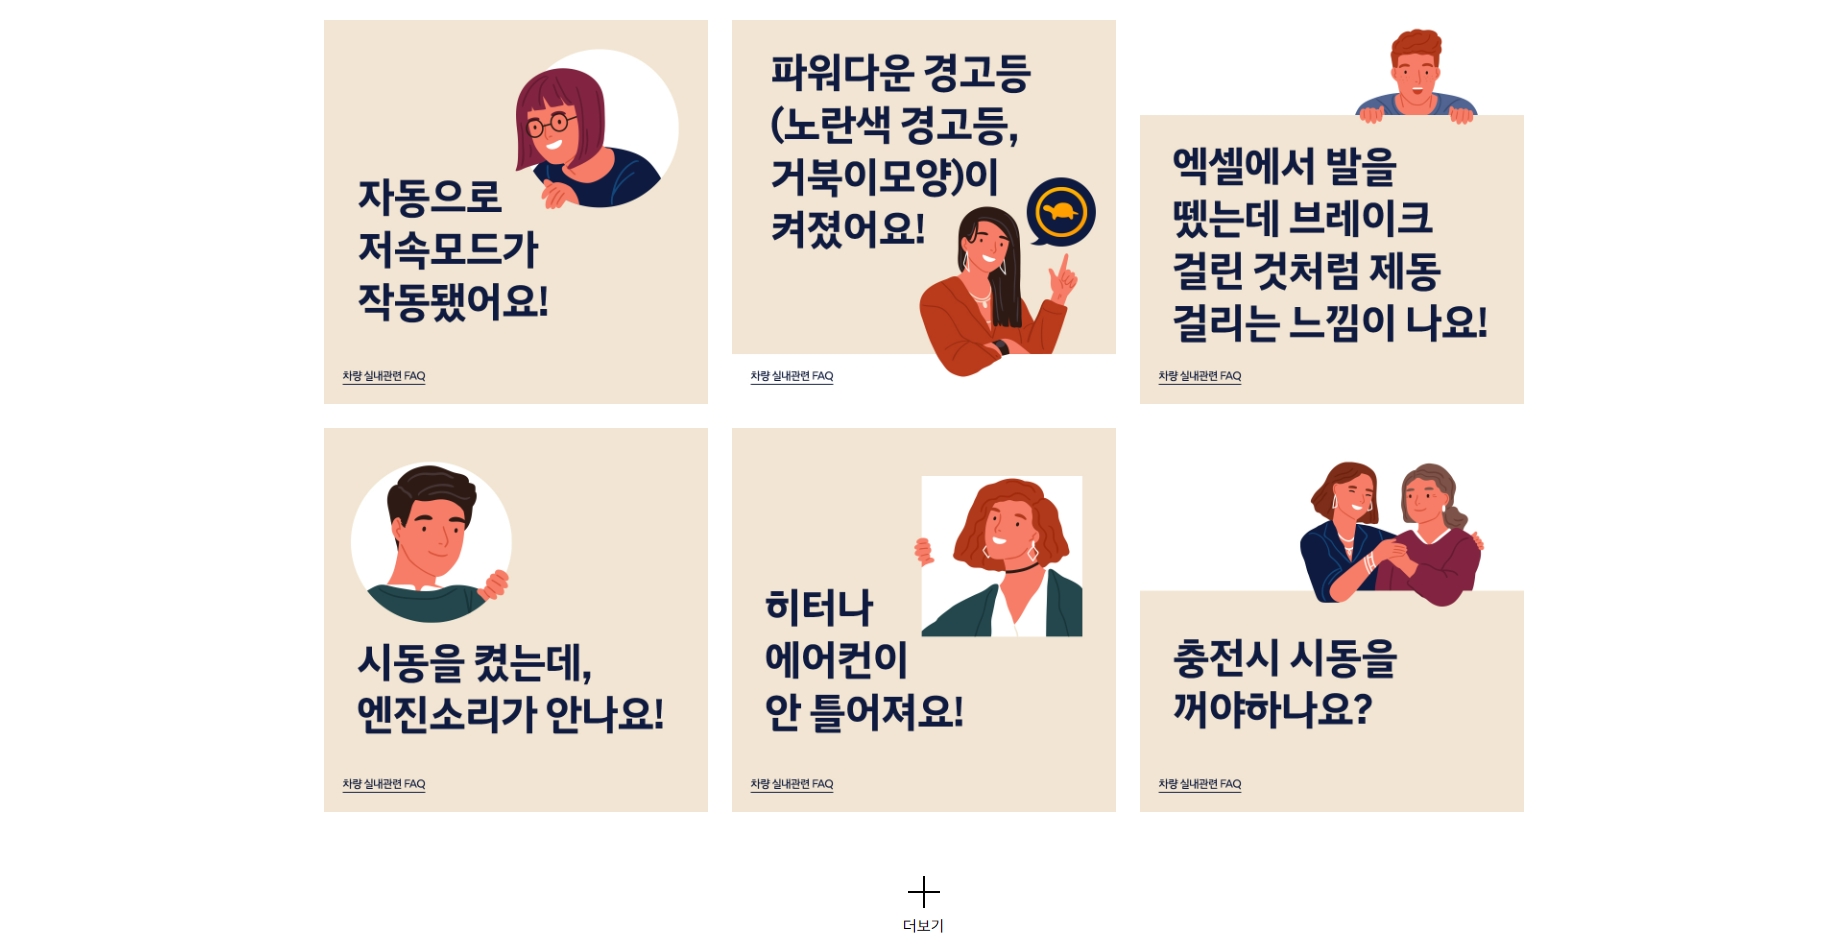 자동으로
저속모드가
작동됐어요!
차량 실내관련 FAQ
파워다운 경고등
(노란색 경고등,
거북이모양)이
켜졌어요!
차량 실내관련 FAQ
엑셀에서 발을
뗐는데 브레이크
걸린 것처럼 제동
걸리는 느낌이 나요!
차량 실내관련 FAQ
시동을 켰는데,
엔진소리가 안나요!
차량 실내관련 FAQ
히터나
에어컨이
안 틀어져요!
차량 실내관련 FAQ
충전시 시동을
꺼야하나요?
차량 실내관련 FAQ
더보기